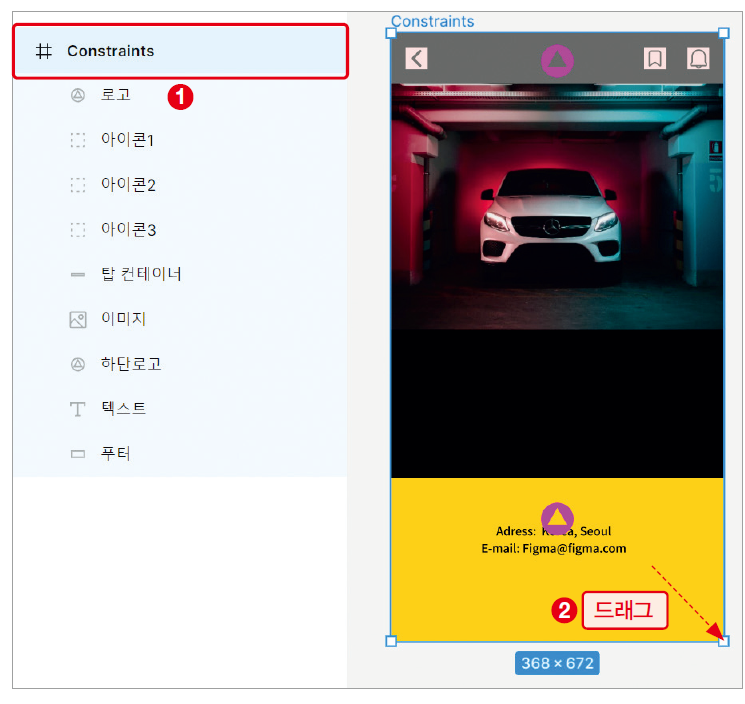 Constraints
1
로고
아이콘1
아이콘2
아이콘3
탑 컨테이너
이미지
하단로고
텍스트
푸터
Constraints
Adress: Korea, Seoul
E-mail: Figma@figma.com
2 드래그
368 × 672